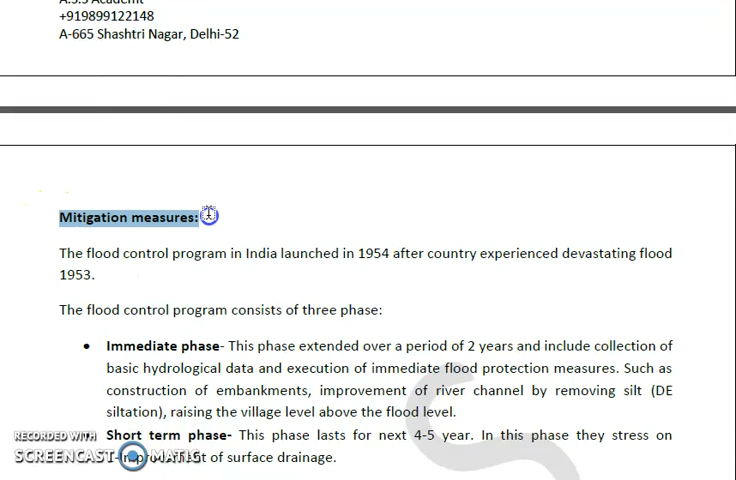 A.S.S Academt
+919899122148
A-665 Shashtri Nagar, Delhi-52
Mitigation measures:
The flood control program in India launched in 1954 after country experienced devastating flood
1953.
The flood control program consists of three phase:
• Immediate phase- This phase extended over a period of 2 years and include collection of
basic hydrological data and execution of immediate flood protection measures. Such as
construction of embankments, improvement of river channel by removing silt (DE
siltation), raising the village level above the flood level.
Short term phase- This phase lasts for next 4-5 year. In this phase they stress on
of surface drainage.
RECORDED WITH
SCREENCAST MATIC